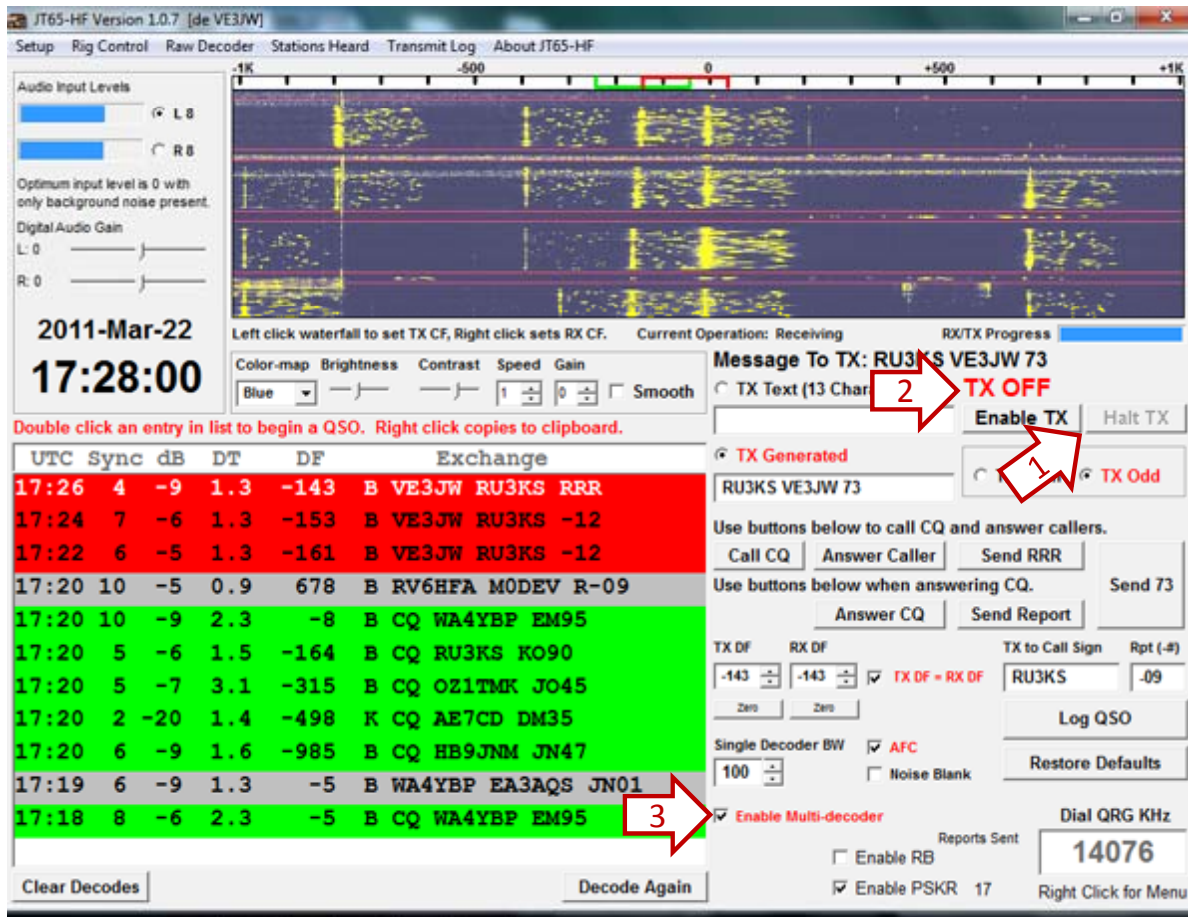 JT65-HF Version 1.0.7 [de VE3JW]
Setup Rig Control Raw Decoder Stations Heard Transmit Log About JT65-HF
-1K -500 0 +500 +1K
Audio Input Levels
L 8
R 8
Optimum input level is 0 with
only background noise present.
Digital Audio Gain
L: 0
R: 0
2011-Mar-22
17:28:00
Left click waterfall to set TX CF, Right click sets RX CF. Current Operation: Receiving RX/TX Progress
Color-map Brightness Contrast Speed Gain
Blue 1 0 Smooth
Double click an entry in list to begin a QSO. Right click copies to clipboard.
UTC Sync dB DT DF Exchange
17:26 4 -9 1.3 -143 B VE3JW RU3KS RRR
17:24 7 -6 1.3 -153 B VE3JW RU3KS -12
17:22 6 -5 1.3 -161 B VE3JW RU3KS -12
17:20 10 -5 0.9 678 B RV6HFA M0DEV R-09
17:20 10 -9 2.3 -8 B CQ WA4YBP EM95
17:20 5 -6 1.5 -164 B CQ RU3KS KO90
17:20 5 -7 3.1 -315 B CQ OZ1TMK JO45
17:20 2 -20 1.4 -498 K CQ AE7CD DM35
17:20 6 -9 1.6 -985 B CQ HB9JNM JN47
17:19 6 -9 1.3 -5 B WA4YBP EA3AQS JN01
17:18 8 -6 2.3 -5 B CQ WA4YBP EM95
Clear Decodes Decode Again
Message To TX: RU3KS VE3JW 73
TX Text (13 Char
2
TX OFF
Enable TX Halt TX
1
TX Generated
RU3KS VE3JW 73
TX Odd
Use buttons below to call CQ and answer callers.
Call CQ Answer Caller Send RRR
Use buttons below when answering CQ. Send 73
Answer CQ Send Report
TX DF RX DF TX to Call Sign Rpt (-#)
-143 -143 TX DF = RX DF RU3KS -09
Zero Zero Log QSO
Single Decoder BW AFC
100 Noise Blank Restore Defaults
3
Enable Multi-decoder Dial QRG KHz
Reports Sent
Enable RB 14076
Enable PSKR 17 Right Click for Menu